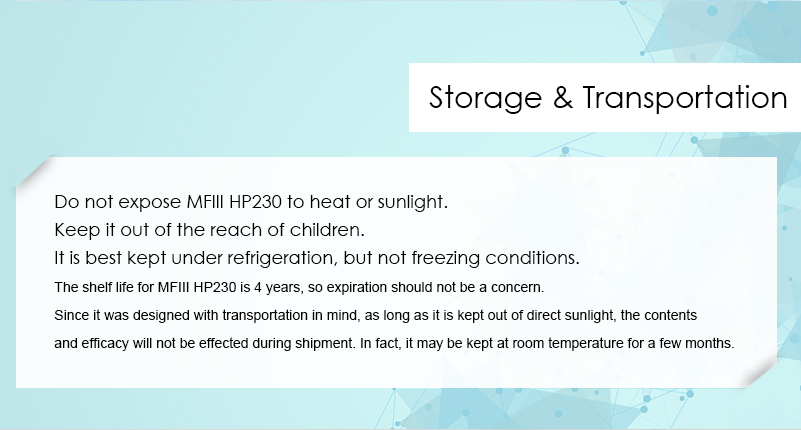 Storage & Transportation
Do not expose MFIII HP230 to heat or sunlight.
Keep it out of the reach of children.
It is best kept under refrigeration, but not freezing conditions.
The shelf life for MFIII HP230 is 4 years, so expiration should not be a concern.
Since it was designed with transportation in mind, as long as it is kept out of direct sunlight, the contents
and efficacy will not be effected during shipment. In fact, it may be kept at room temperature for a few months.